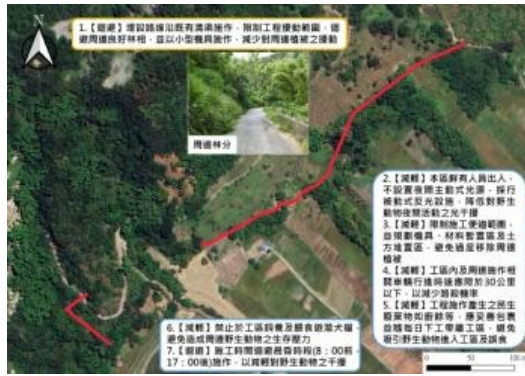 1.【迴避】埋設路線沿既有溝渠施作，限制工程擾動範圍，迴
避周邊良好林相，並以小型機具施作，減少對周邊植被之擾動
周邊林分
2.【減輕】本區鮮有人員出入，
不設置夜間主動式光源，採行
被動式反光設施，降低對野生
動物夜間活動之光干擾
3.【減輕】限制施工便道範圍，
並規劃機具、材料暫置區及土
方堆置區，避免過度移除周邊
植被
4.【減輕】工區內及周邊施作相
關車輛行進時速應限於30公里
以下，以減少路殺機率
5.【減輕】工程施作產生之民生
廢棄物如廚餘等，應妥善包裹
並隨每日下工帶離工區，避免
吸引野生動物進入工區及誤食
6.【減輕】禁止於工區飼養及餵食遊蕩犬貓，
避免造成周邊野生動物之生存壓力
7.【迴避】施工時間迴避晨昏時段(8：00前，
17：00後)施作，以減輕對野生動物之干擾
0 50 100